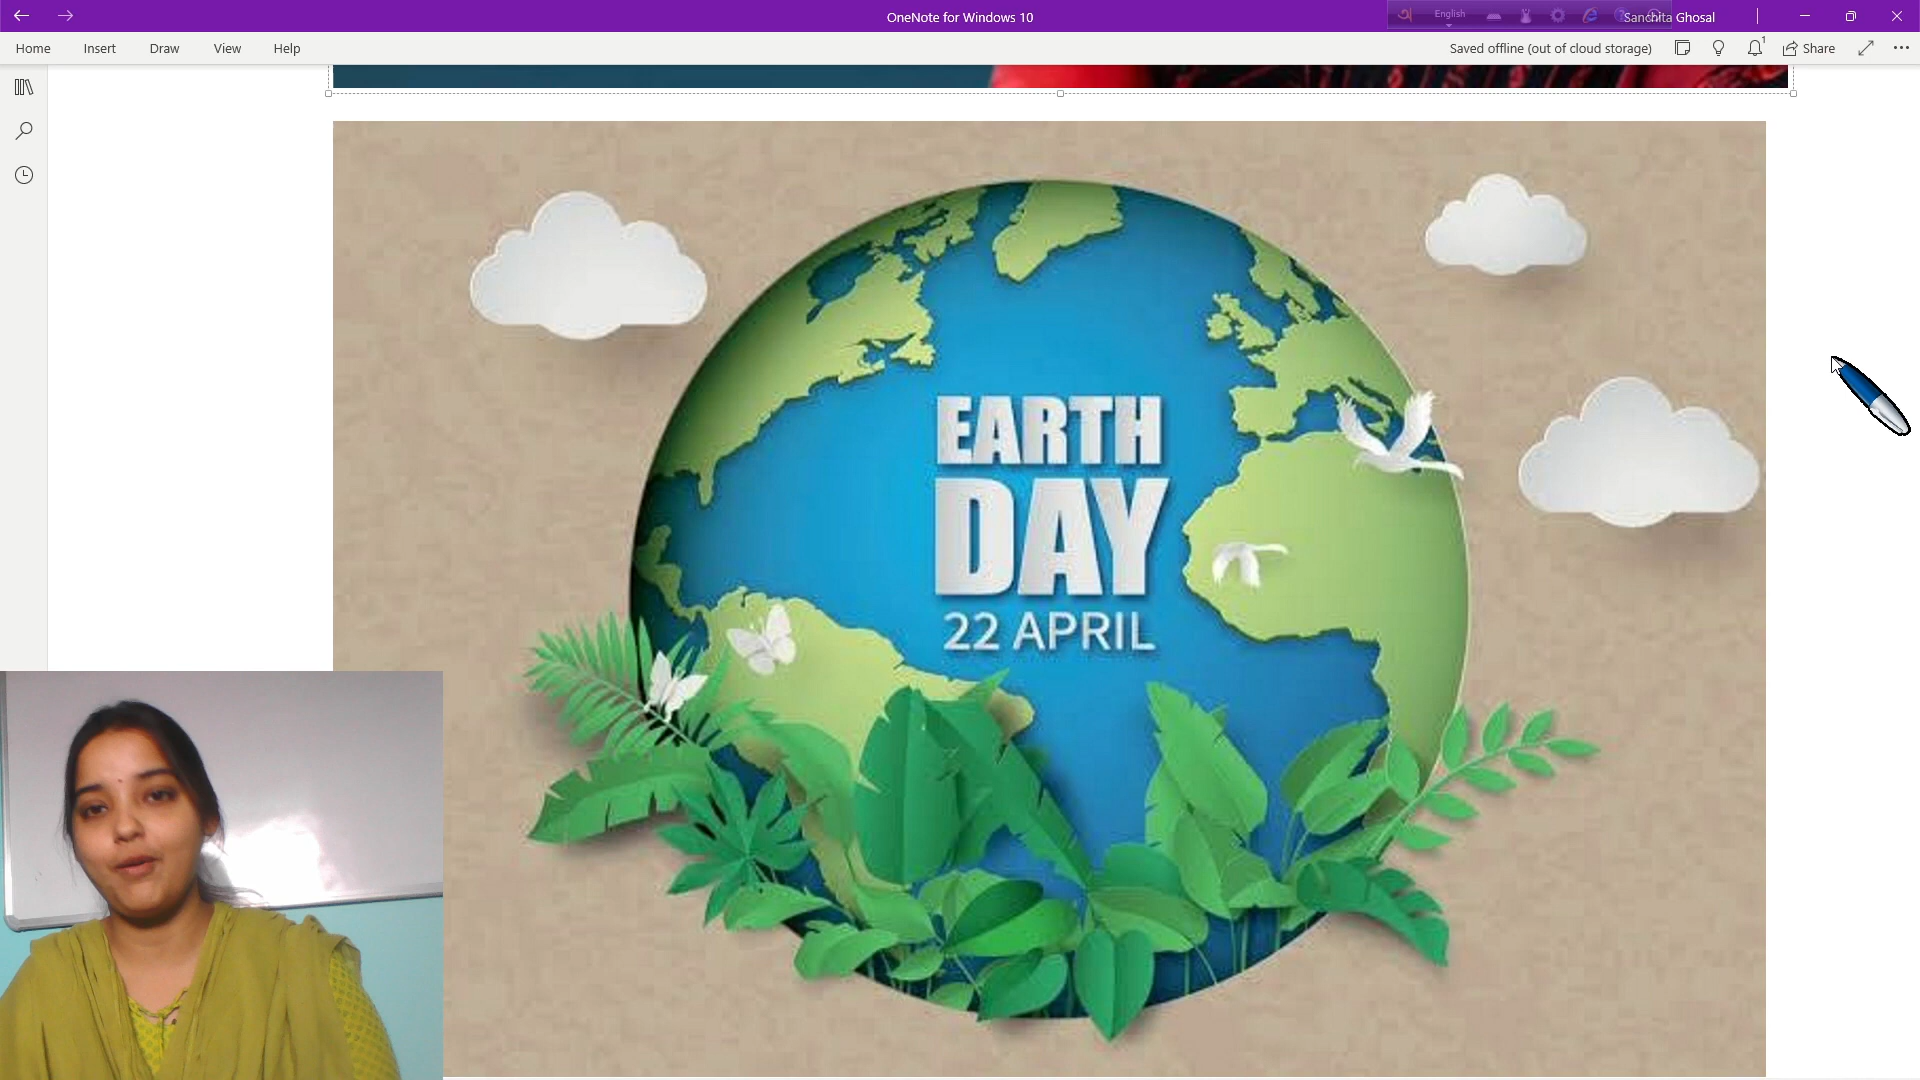 OneNote for Windows 10
অ
English
Sanchita Ghosal
Home
Insert
Draw
View
Help
Saved offline (out of cloud storage)
1
Share
EARTH
DAY
22 APRIL